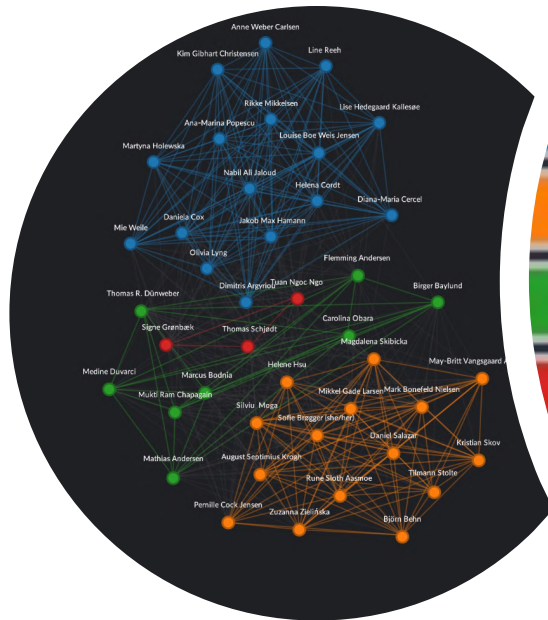 Anne Weber Carlsen
Line Reeh
Kim Gibhart Christensen
Rikke Mikkelsen
Lise Hedegaard Kallesøe
Ana-Marina Popescu
Louise Boe Weis Jensen
Martyna Holewska
Nabil Ali Jaloud
Helena Cordt
Diana-Maria Cercel
Daniela Cox
Jakob Max Hamann
Mie Weile
Olivia Lyng
Flemming Andersen
Dimitris Argyriou
Tuan Ngoc Ngo
Birger Baylund
Thomas R. Dünweber
Carolina Obara
Signe Grønbæk
Thomas Schjødt
Magdalena Skibicka
Helene Hsu
May-Britt Vangsgaard
Medine Duvarci
Marcus Bodnia
Mukti Ram Chapagain
Mikkel Gade Larsen
Mark Bonefeld Nielsen
Silviu Moga
Sofie Brøgger (she/her)
Daniel Salazar
Kristian Skov
August Septimius Krogh
Mathias Andersen
Rune Sloth Aasmoe
Tilmann Stolte
Pernille Cock Jensen
Zuzanna Zielińska
Björn Behn